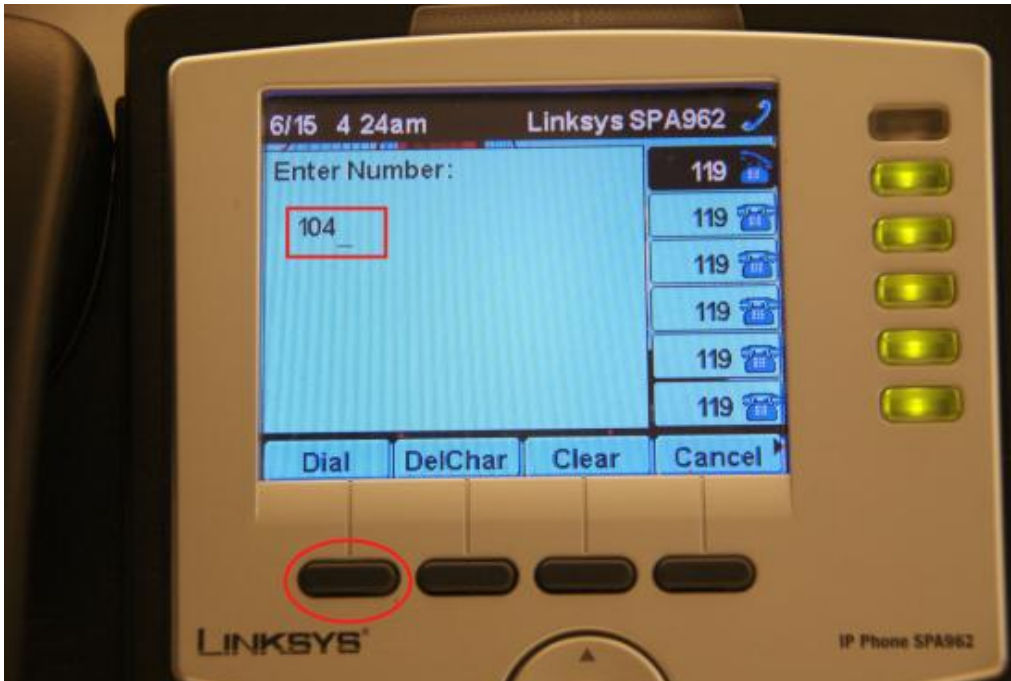 6/15 4 24am Linksys SPA962
Enter Number:
104_
119
119
119
119
119
119
Dial DelChar Clear Cancel
LINKSYS®
IP Phone SPA962